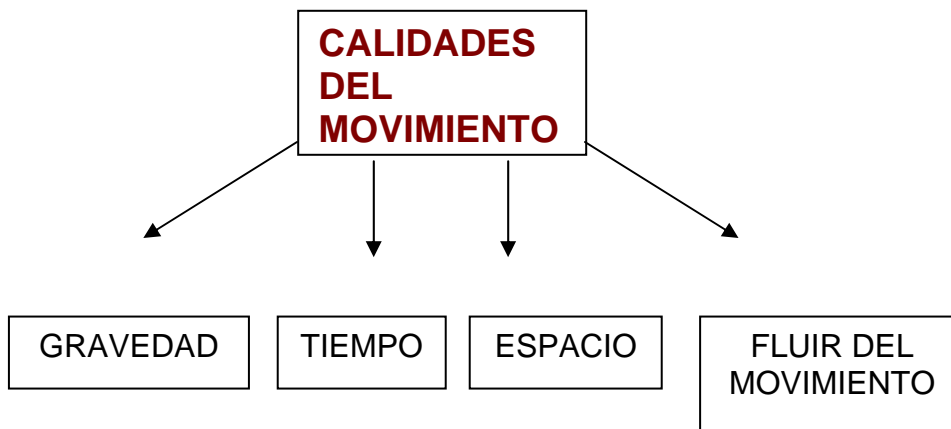 CALIDADES
DEL
MOVIMIENTO
GRAVEDAD
TIEMPO
ESPACIO
FLUIR DEL
MOVIMIENTO